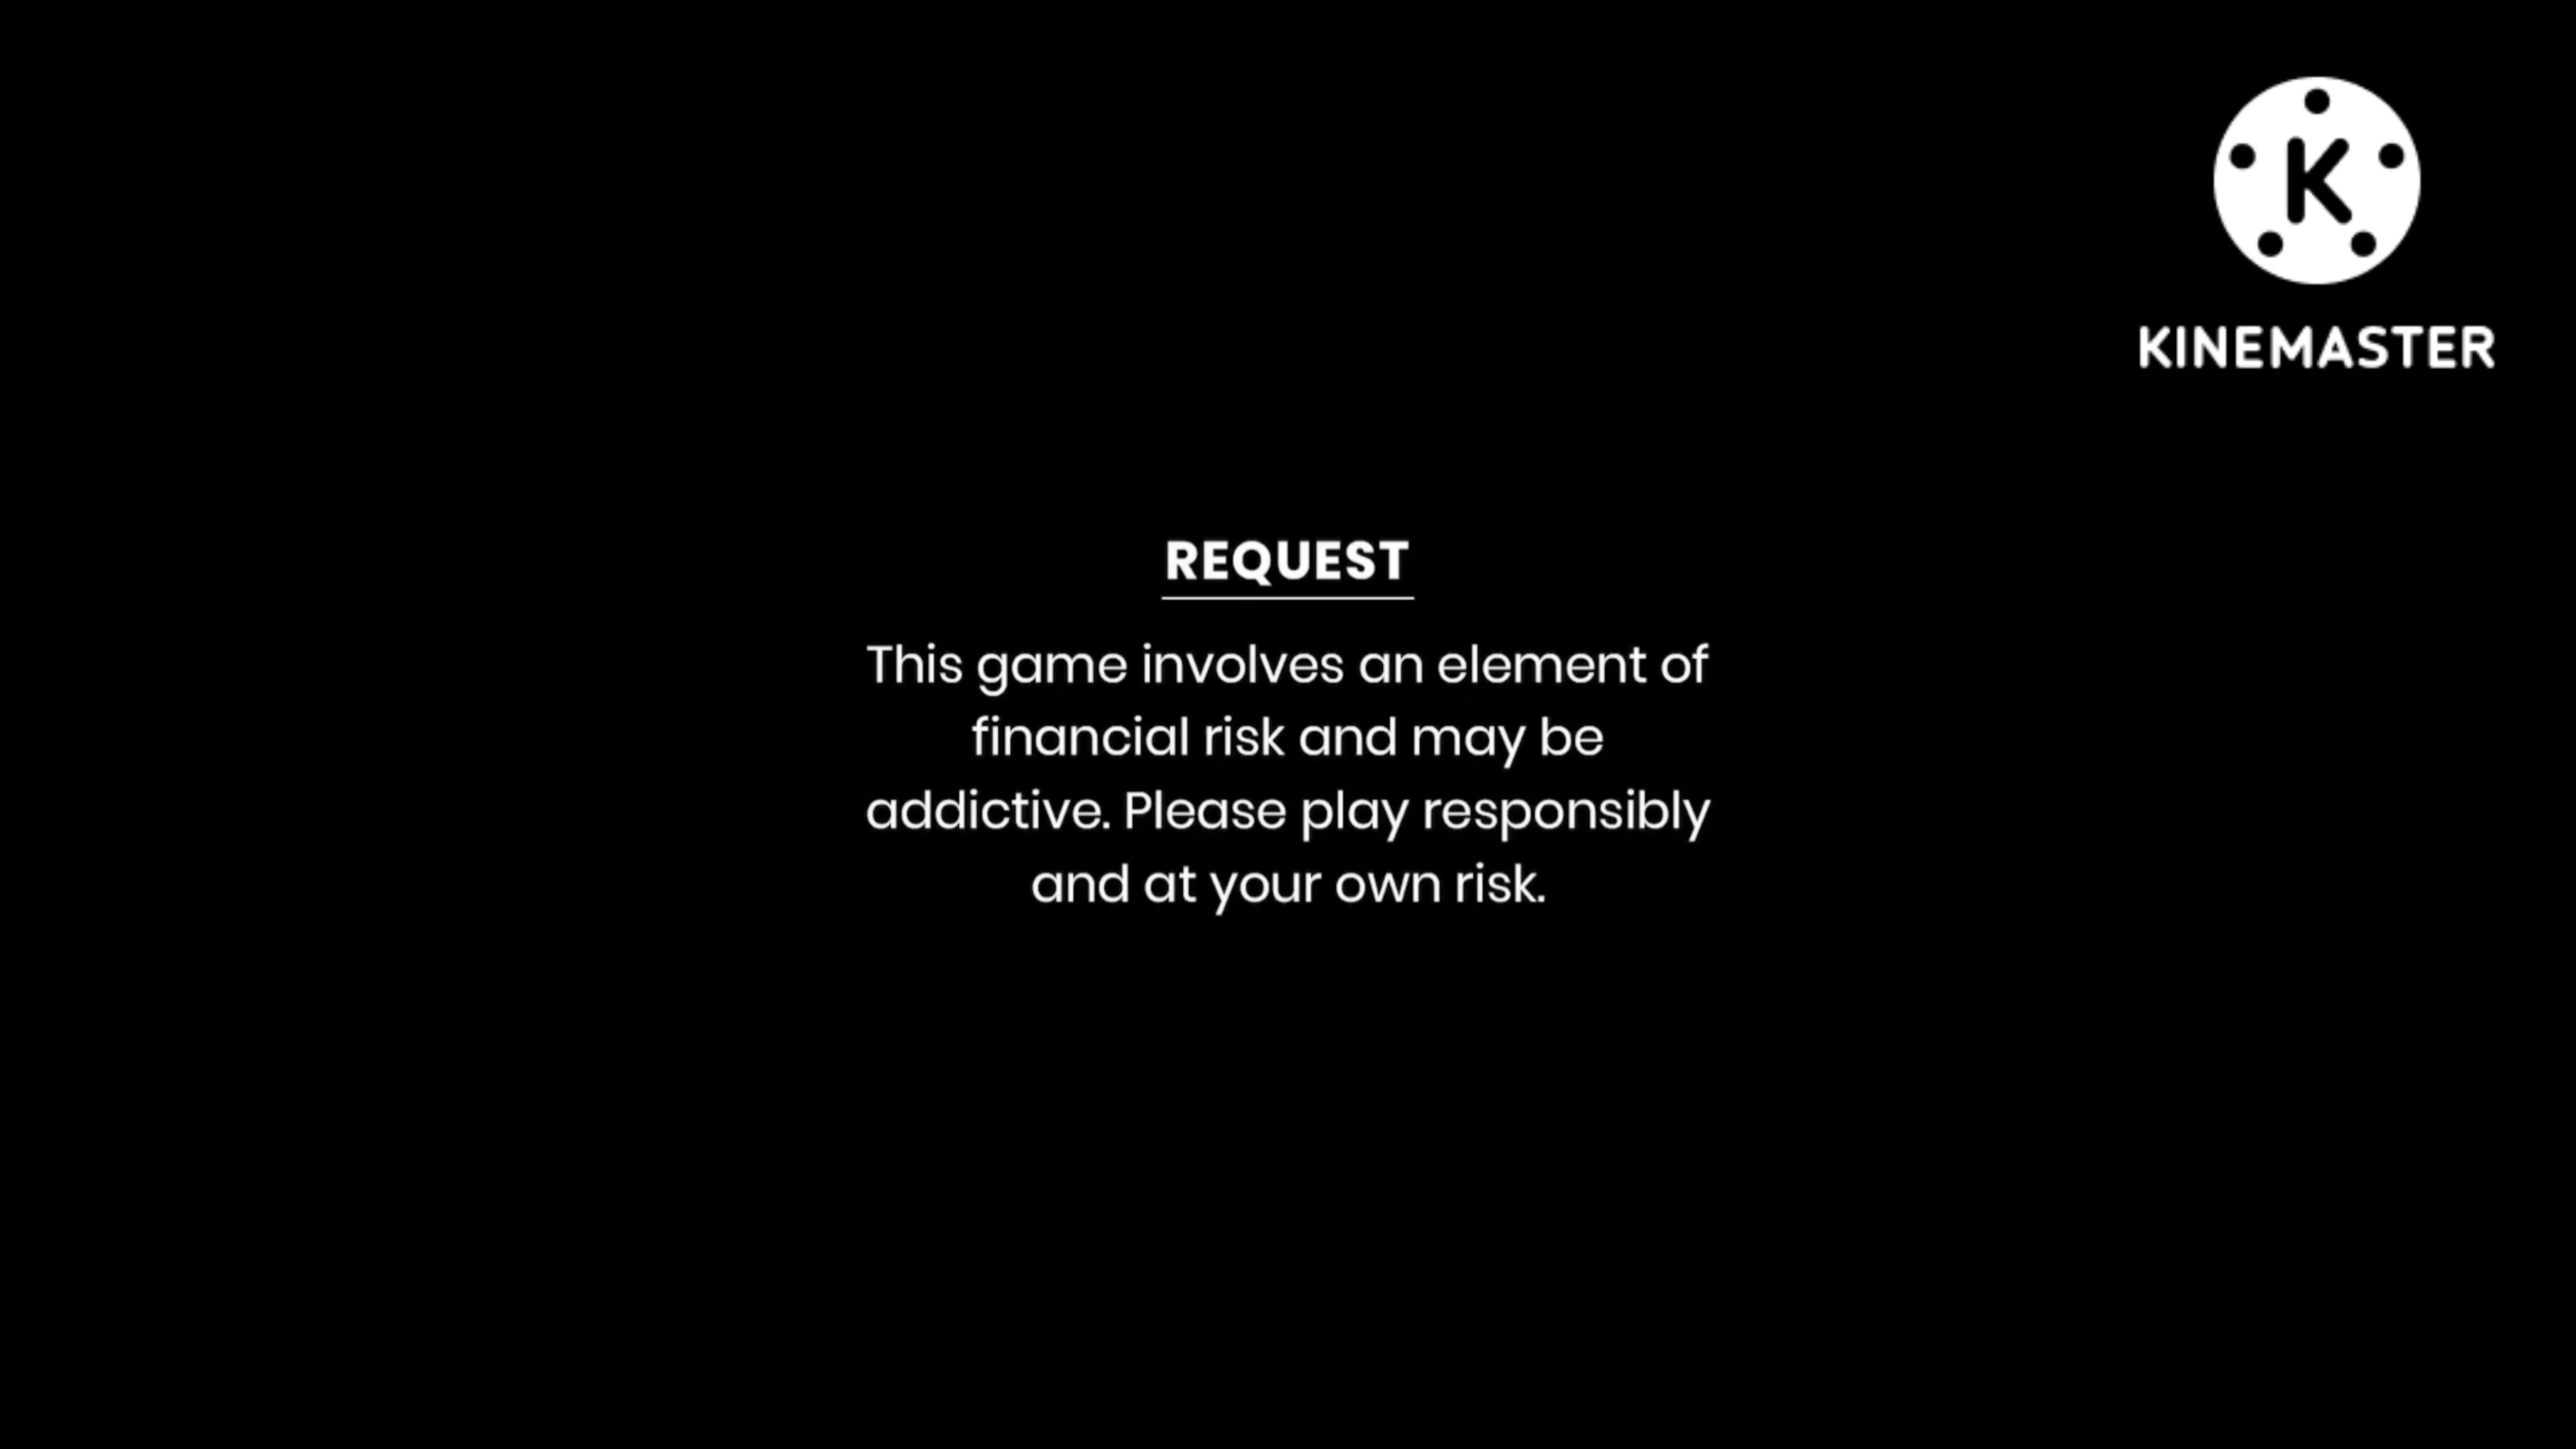 K
KINEMASTER
REQUEST
This game involves an element of
financial risk and may be
addictive. Please play responsibly
and at your own risk.